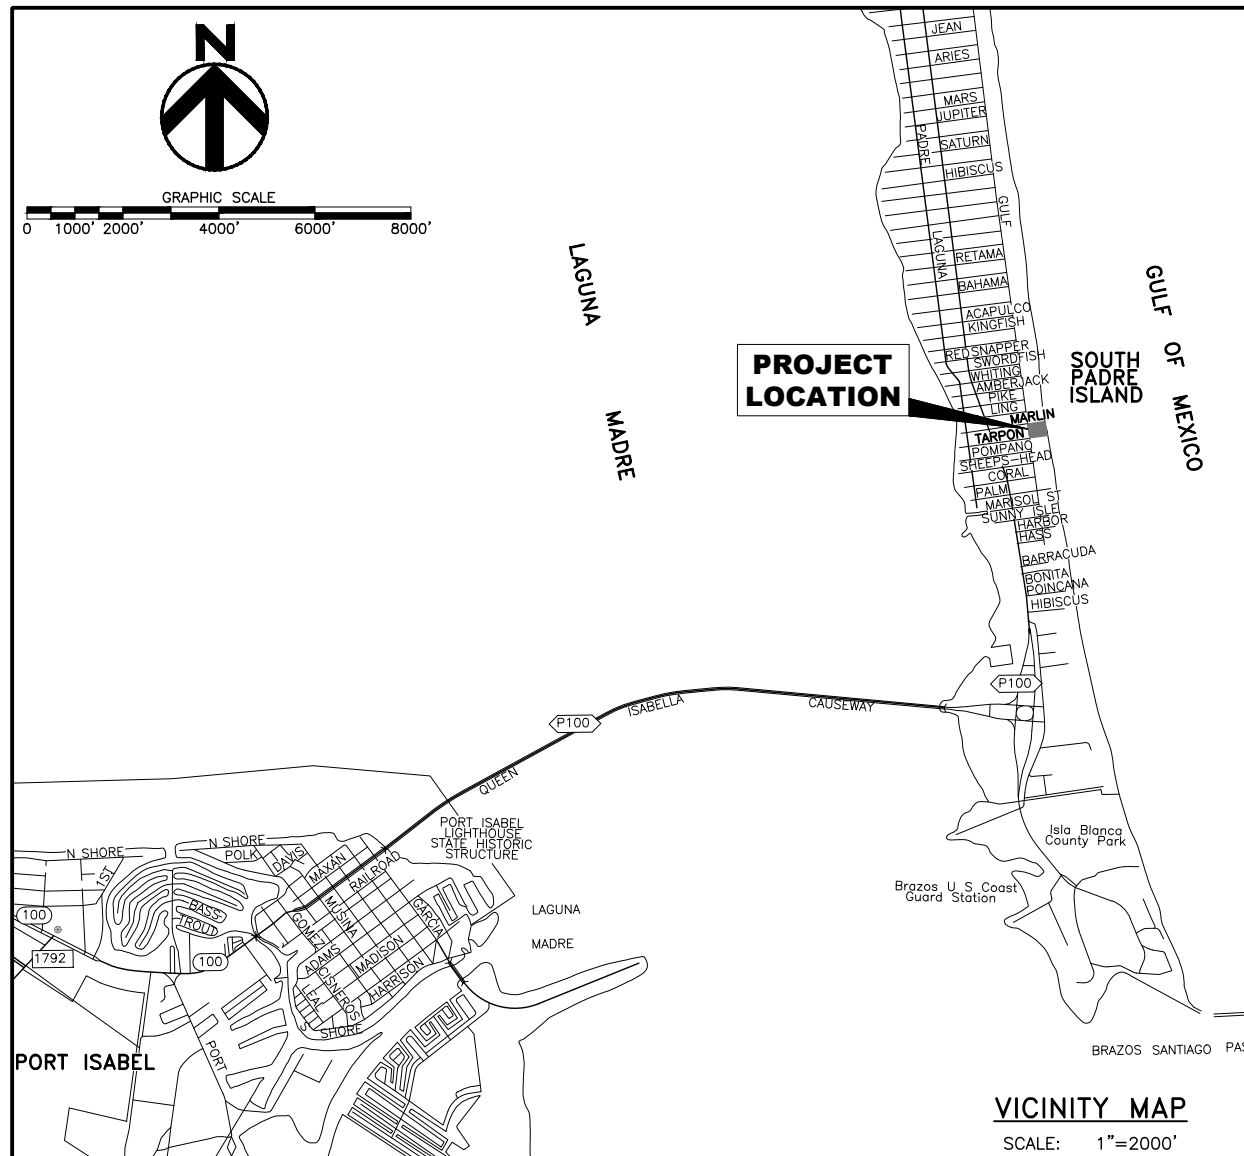 N
GRAPHIC SCALE
0 1000' 2000' 4000' 6000' 8000'
JEAN
ARIES
MARS
JUPITER
PADRE
SATURN
HIBISCUS
GULF
LAGUNA
RETAMA
BAHAMA
ACAPULCO
KINGFISH
RED SNAPPER
SWORDFISH
WHITING
AMBERJACK
PIKE
LING
MARLIN
TARPON
POMPANO
SHEEPS-HEAD
CORAL
PALM
MARISOL ST
SUNNY ISLE
HARBOR
HASS
BARRACUDA
BONITA
POINCANA
HIBISCUS
LAGUNA
MADRE
GULF OF MEXICO
PROJECT
LOCATION
SOUTH
PADRE
ISLAND
P100
P100
QUEEN ISABELLA CAUSEWAY
PORT ISABEL
LIGHTHOUSE
STATE HISTORIC
STRUCTURE
Isla Blanca
County Park
Brazos U S Coast
Guard Station
N SHORE
N SHORE
POLK
DAVIS
MAXAN
RAILROAD
1ST
BASS
TROUT
MUSINA
GARCIA
GOMEZ
ADAMS
MADISON
HARRISON
CISNEROS
LEAL
S SHORE
100
100
1792
PORT
LAGUNA
MADRE
PORT ISABEL
BRAZOS SANTIAGO PAS
VICINITY MAP
SCALE: 1"=2000'